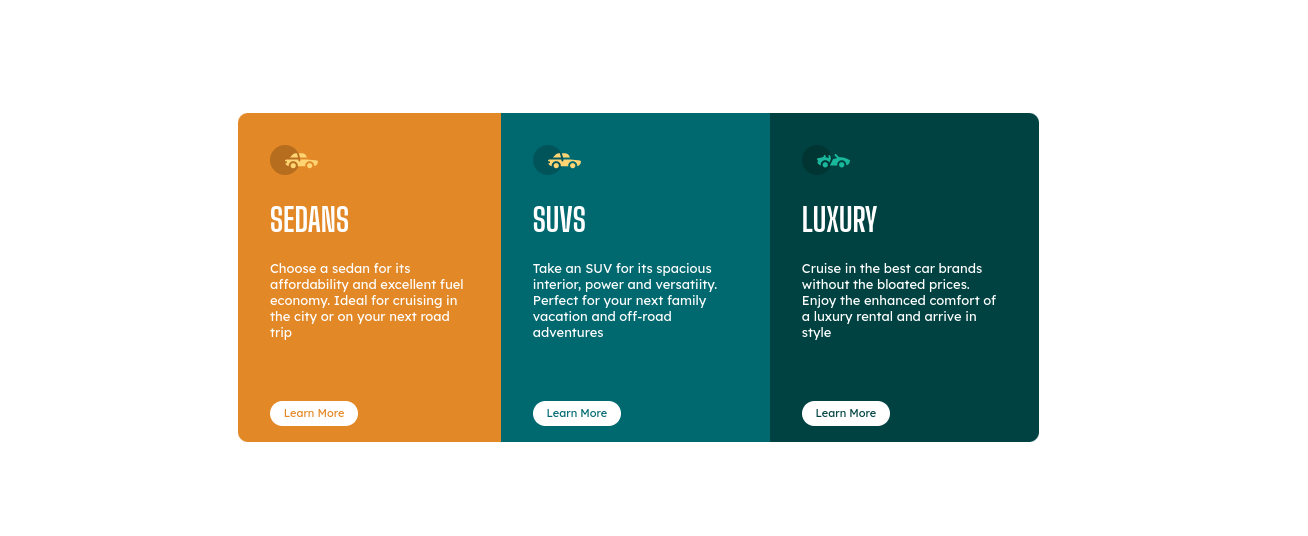 SEDANS
Choose a sedan for its
affordability and excellent fuel
economy. Ideal for cruising in
the city or on your next road
trip
Learn More
SUVS
Take an SUV for its spacious
interior, power and versatiity.
Perfect for your next family
vacation and off-road
adventures
Learn More
LUXURY
Cruise in the best car brands
without the bloated prices.
Enjoy the enhanced comfort of
a luxury rental and arrive in
style
Learn More